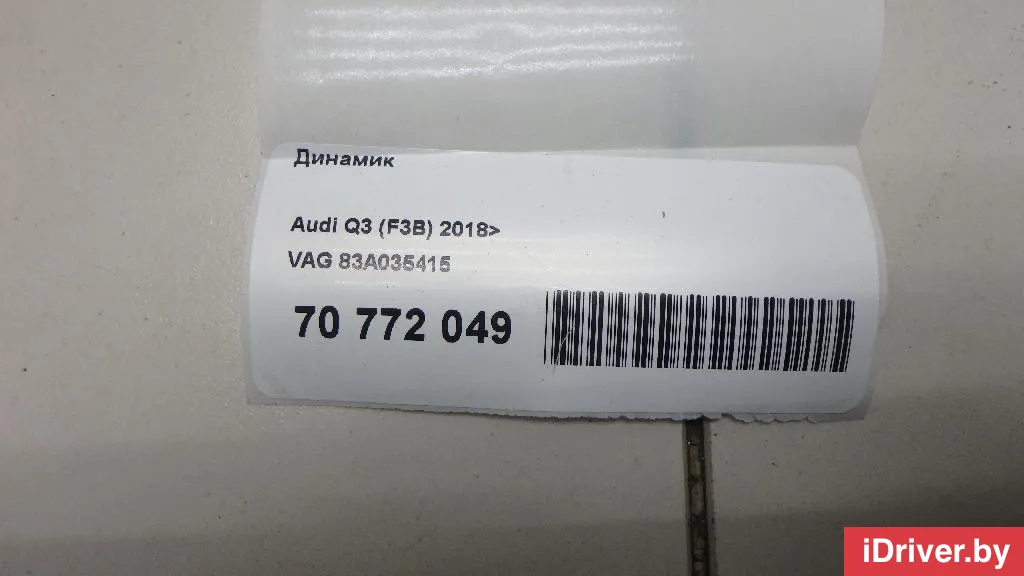 Динамик
Audi Q3 (F3B) 2018>
VAG 83A035415
70 772 049
iDriver.by